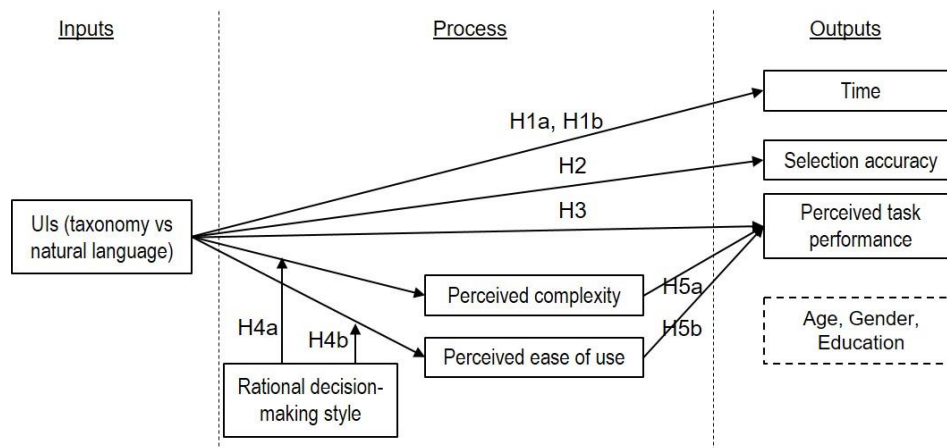 Inputs
Process
Outputs
Time
H1a, H1b
H2
Selection accuracy
H3
UIs (taxonomy vs
natural language)
Perceived task
performance
Perceived complexity
H5a
H4a
H4b
H5b
Perceived ease of use
Age, Gender,
Education
Rational decision-
making style